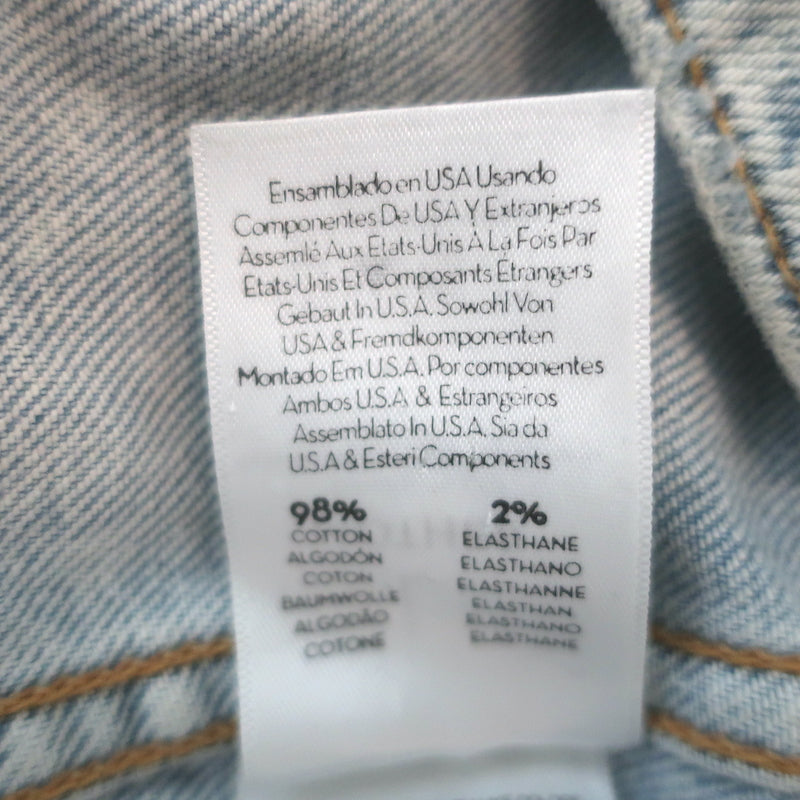 Ensamblado en USA Usando
Componentes De USA Y Extranjeros
Assemlé Aux Etats-Unis À La Fois Par
Etats-Unis Et Composants Étrangers
Gebaut In U.S.A. Sowohl Von
USA & Fremdkomponenten
Montado Em U.S.A. Por componentes
Ambos U.S.A & Estrangeiros
Assemblato In U.S.A. Sia da
U.S.A & Esteri Components
98% 2%
COTTON ELASTHANE
ALGODÓN ELASTHANO
COTON ELASTHANNE
BAUMWOLLE ELASTHAN
ALGODÃO ELASTHANO
COTONE ELASTHANE